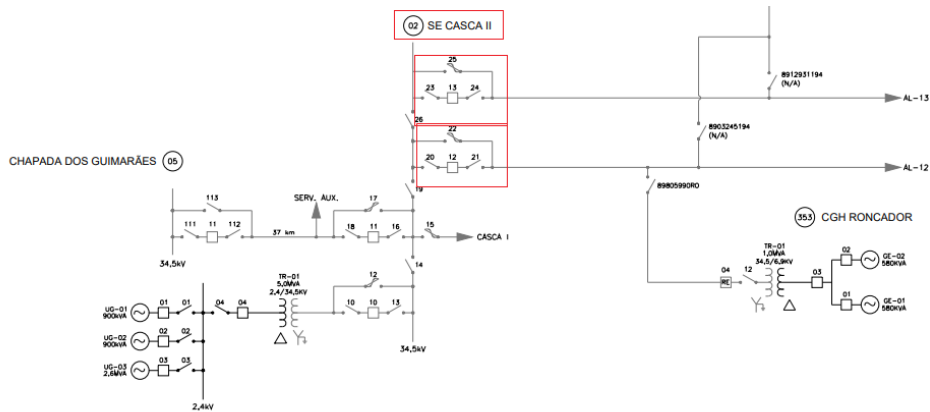 02 SE CASCA II
25
23 13 24
8912931194
(N/A)
AL-13
26
22
8903245194
(N/A)
20 12 21
AL-12
CHAPADA DOS GUIMARÃES 05
19
89805990R0
113
SERV. AUX.
17
111 11 112
37 km
18 11 16
15
CASCA I
353 CGH RONCADOR
34,5kV
14
TR-01
5,0MVA
2,4/34,5KV
12
10 10 13
TR-01
1,0MVA
34,5/6,9KV
04
RE
12
03
02
GE-02
580KVA
01
GE-01
580KVA
UG-01
900kVA
01 01
04 04
UG-02
900kVA
02 02
UG-03
2,6MVA
03 03
34,5kV
2,4kV